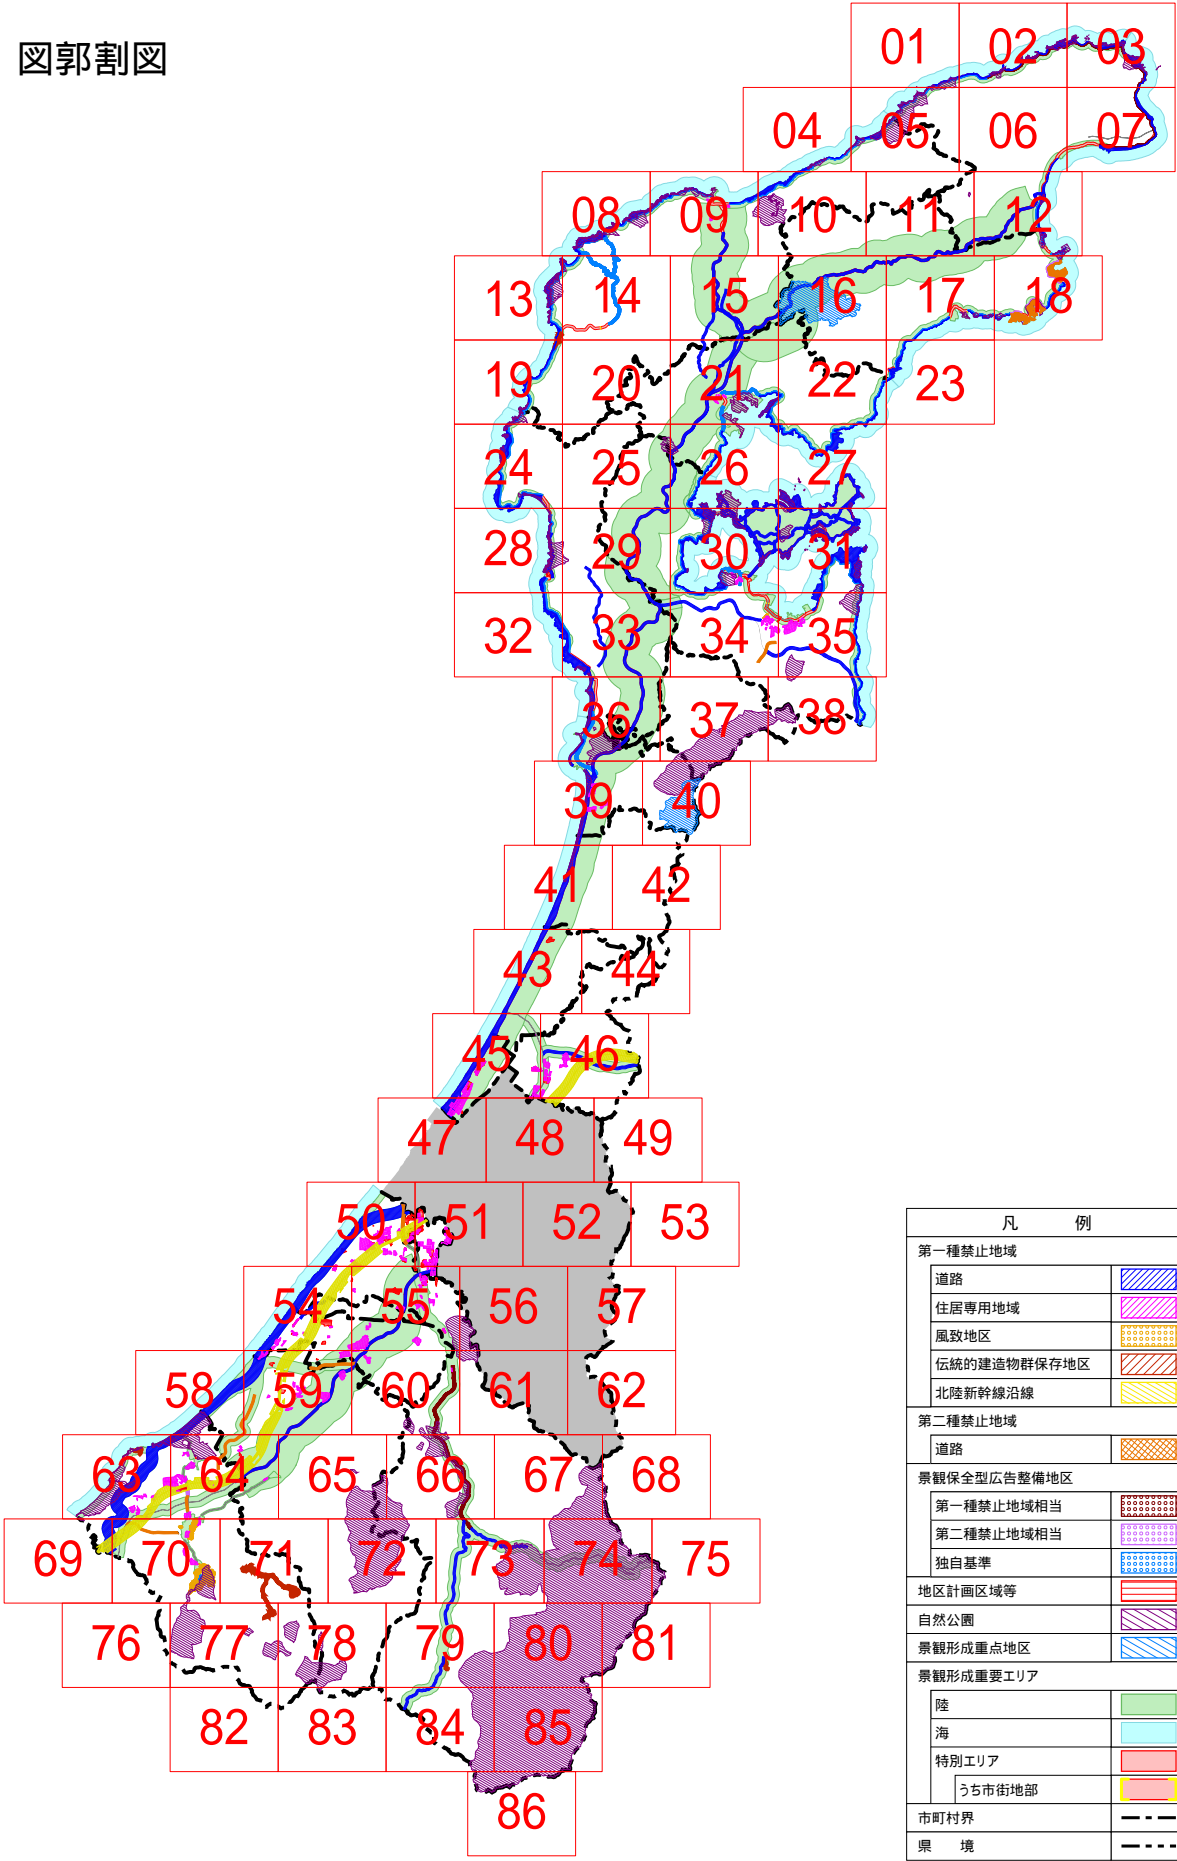 図郭割図
01 02 03
04 05 06 07
08 09 10 11 12
13 14 15 16 17 18
19 20 21 22 23
24 25 26 27
28 29 30 31
32 33 34 35
36 37 38
39 40
41 42
43 44
45 46
47 48 49
50 51 52 53
54 55 56 57
58 59 60 61 62
63 64 65 66 67 68
69 70 71 72 73 74 75
76 77 78 79 80 81
82 83 84 85
86
凡 例
第一種禁止地域
道路
住居専用地域
風致地区
伝統的建造物群保存地区
北陸新幹線沿線
第二種禁止地域
道路
景観保全型広告整備地区
第一種禁止地域相当
第二種禁止地域相当
独自基準
地区計画区域等
自然公園
景観形成重点地区
景観形成重要エリア
陸
海
特別エリア
うち市街地部
市町村界
県 境